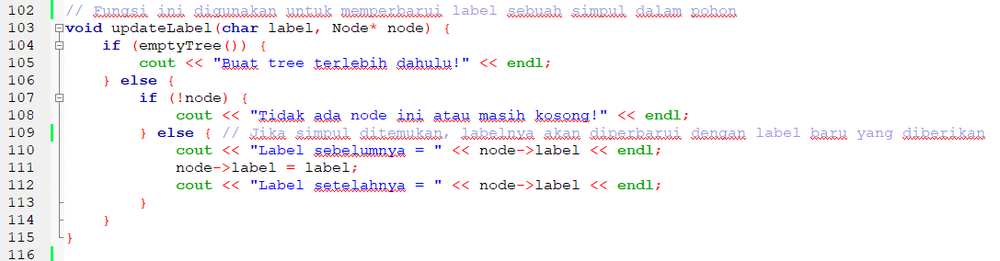 102 // Fungsi ini digunakan untuk memperbarui label sebuah simpul dalam pohon
103 void updateLabel(char label, Node* node) {
104     if (emptyTree()) {
105         cout << "Buat tree terlebih dahulu!" << endl;
106     } else {
107         if (!node) {
108             cout << "Tidak ada node ini atau masih kosong!" << endl;
109         } else { // Jika simpul ditemukan, labelnya akan diperbarui dengan label baru yang diberikan
110             cout << "Label sebelumnya = " << node->label << endl;
111             node->label = label;
112             cout << "Label setelahnya = " << node->label << endl;
113         }
114     }
115 }
116